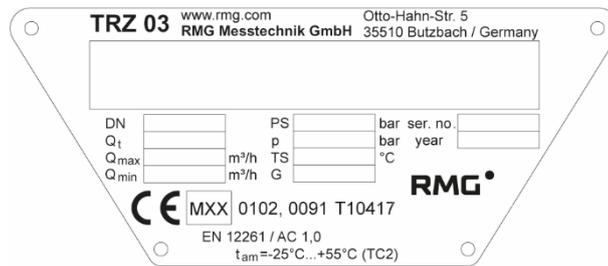 TRZ 03 www.rmg.com Otto-Hahn-Str. 5
RMG Messtechnik GmbH 35510 Butzbach / Germany
DN PS bar ser. no.
Qt p bar year
Qmax m³/h TS °C
Qmin m³/h G
RMG
CE MXX 0102, 0091 T10417
EN 12261 / AC 1,0
tam=-25°C...+55°C (TC2)